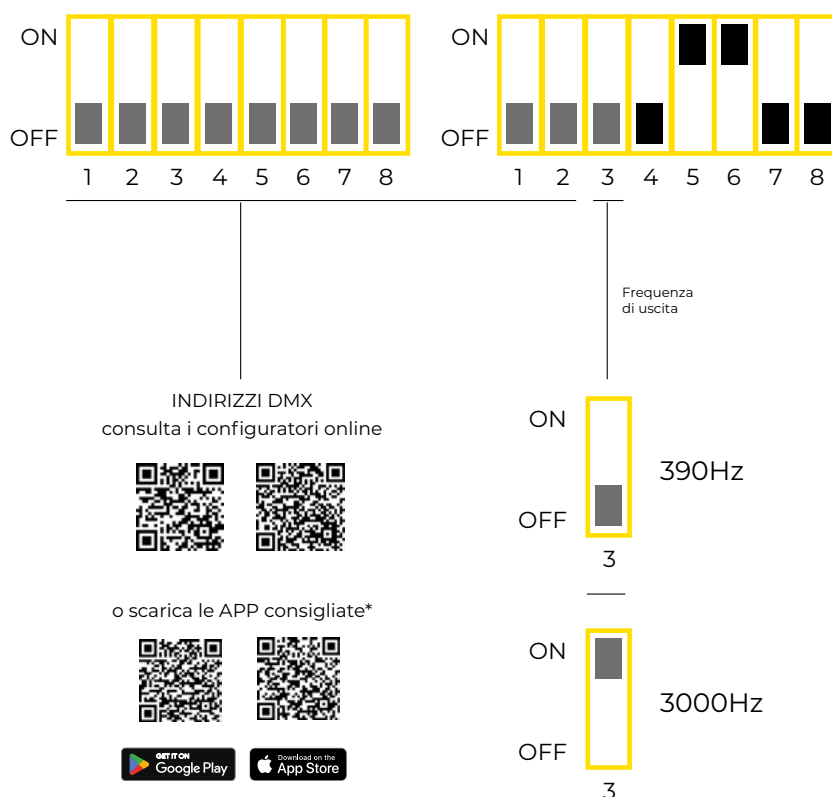 ON
ON
OFF
OFF
1 2 3 4 5 6 7 8
1 2 3 4 5 6 7 8
Frequenza
di uscita
INDIRIZZI DMX
consulta i configuratori online
ON
390Hz
OFF
3
o scarica le APP consigliate*
ON
3000Hz
OFF
GET IT ON
Google Play
Download on the
App Store
3